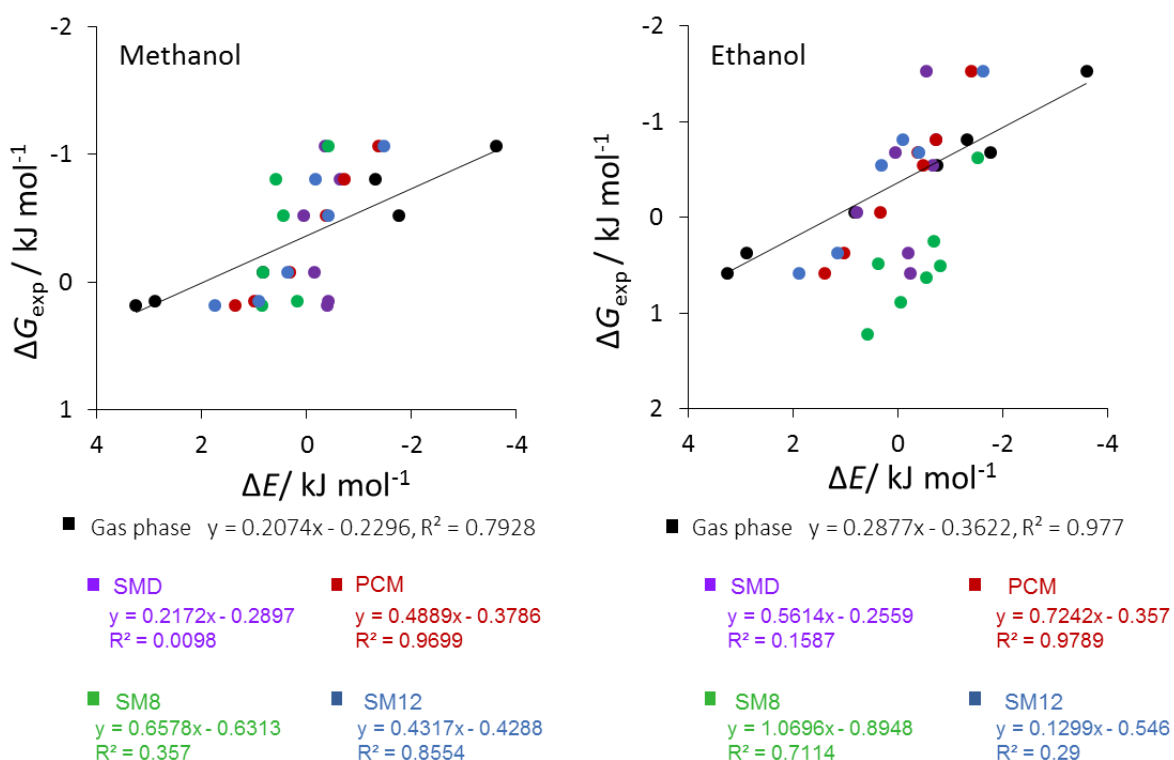 Methanol
-2
-1
0
1
ΔG_exp / kJ mol⁻¹
4 2 0 -2 -4
ΔE/ kJ mol⁻¹
Gas phase y = 0.2074x - 0.2296, R² = 0.7928
SMD
y = 0.2172x - 0.2897
R² = 0.0098
PCM
y = 0.4889x - 0.3786
R² = 0.9699
SM8
y = 0.6578x - 0.6313
R² = 0.357
SM12
y = 0.4317x - 0.4288
R² = 0.8554
Ethanol
-2
-1
0
1
2
ΔG_exp / kJ mol⁻¹
4 2 0 -2 -4
ΔE/ kJ mol⁻¹
Gas phase y = 0.2877x - 0.3622, R² = 0.977
SMD
y = 0.5614x - 0.2559
R² = 0.1587
PCM
y = 0.7242x - 0.357
R² = 0.9789
SM8
y = 1.0696x - 0.8948
R² = 0.7114
SM12
y = 0.1299x - 0.546
R² = 0.29